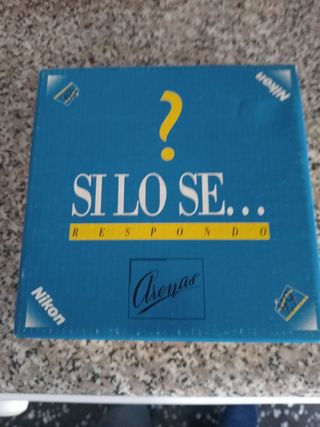 Nikon
?
SI LO SE...
RESPONDO
Arenas
Nikon